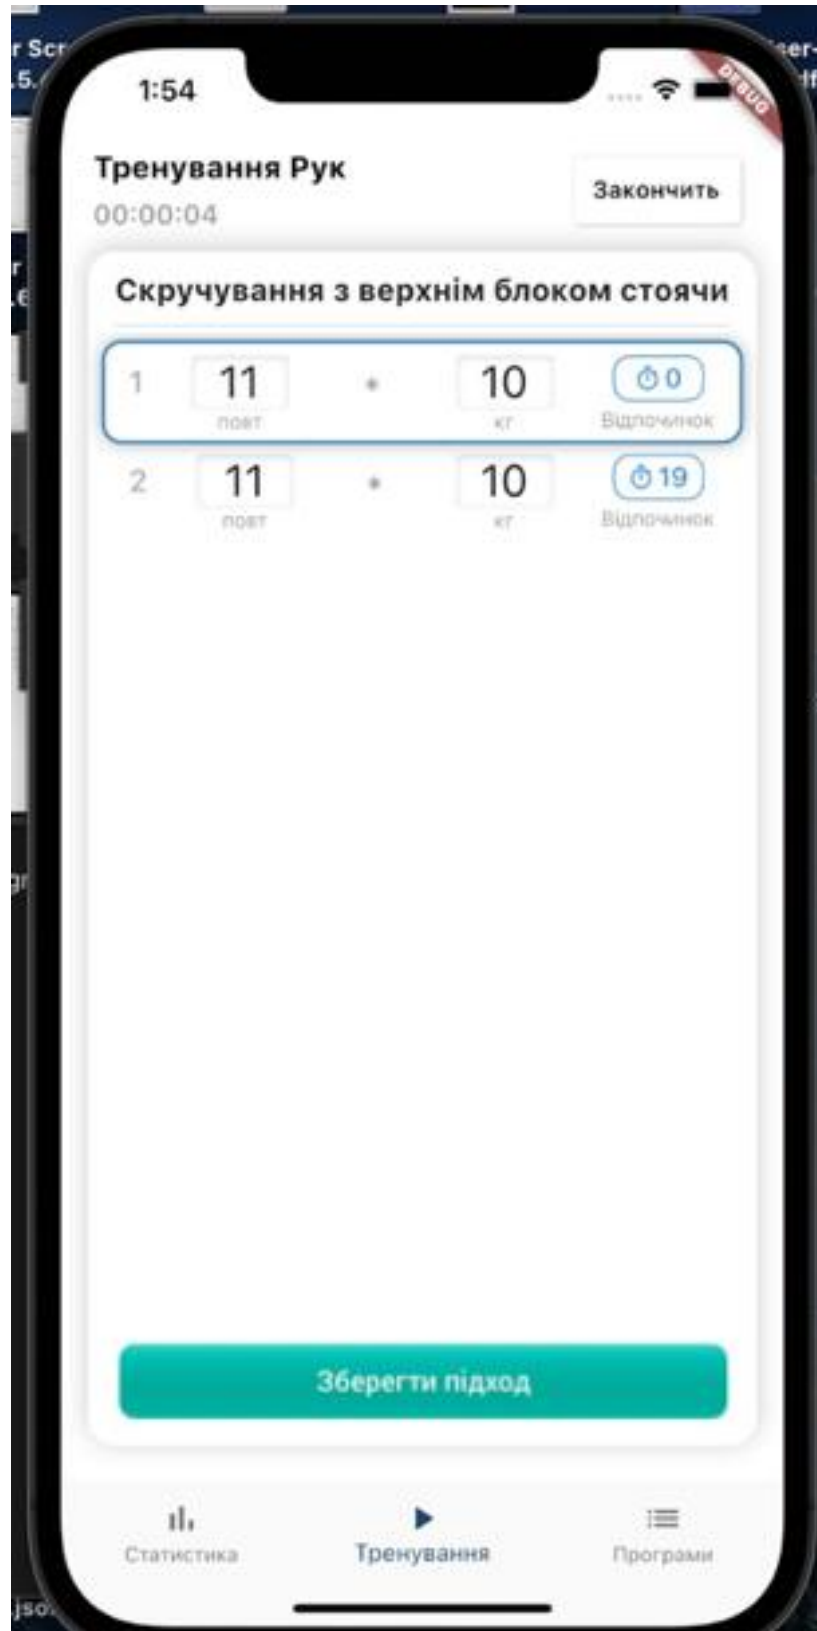 1:54
DEBUG
Тренування Рук
Закончить
00:00:04
Скручування з верхнім блоком стоячи
1 11 • 10 0
повт кг Відпочинок
2 11 • 10 19
повт кг Відпочинок
Зберегти підход
Статистика Тренування Програми